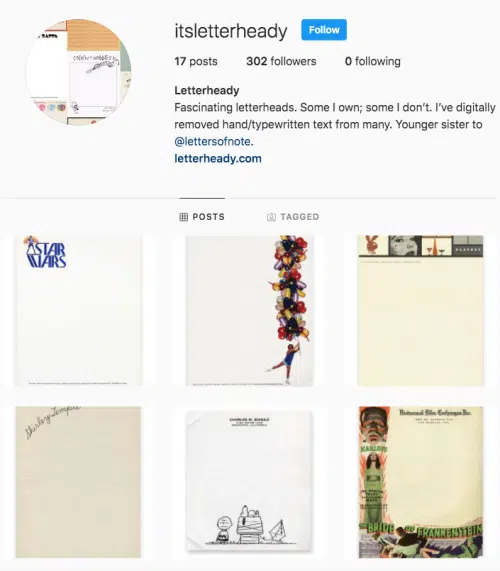 itsletterheady Follow
17 posts 302 followers 0 following
Letterheady
Fascinating letterheads. Some I own; some I don't. I've digitally
removed hand/typewritten text from many. Younger sister to
@lettersofnote.
letterheady.com
POSTS TAGGED
STAR
WARS
PLAYBOY
Shirley Temple
CHARLES M. SCHULZ
Universal Film Exchanges Inc.
KARLOFF
THE BRIDE OF FRANKENSTEIN